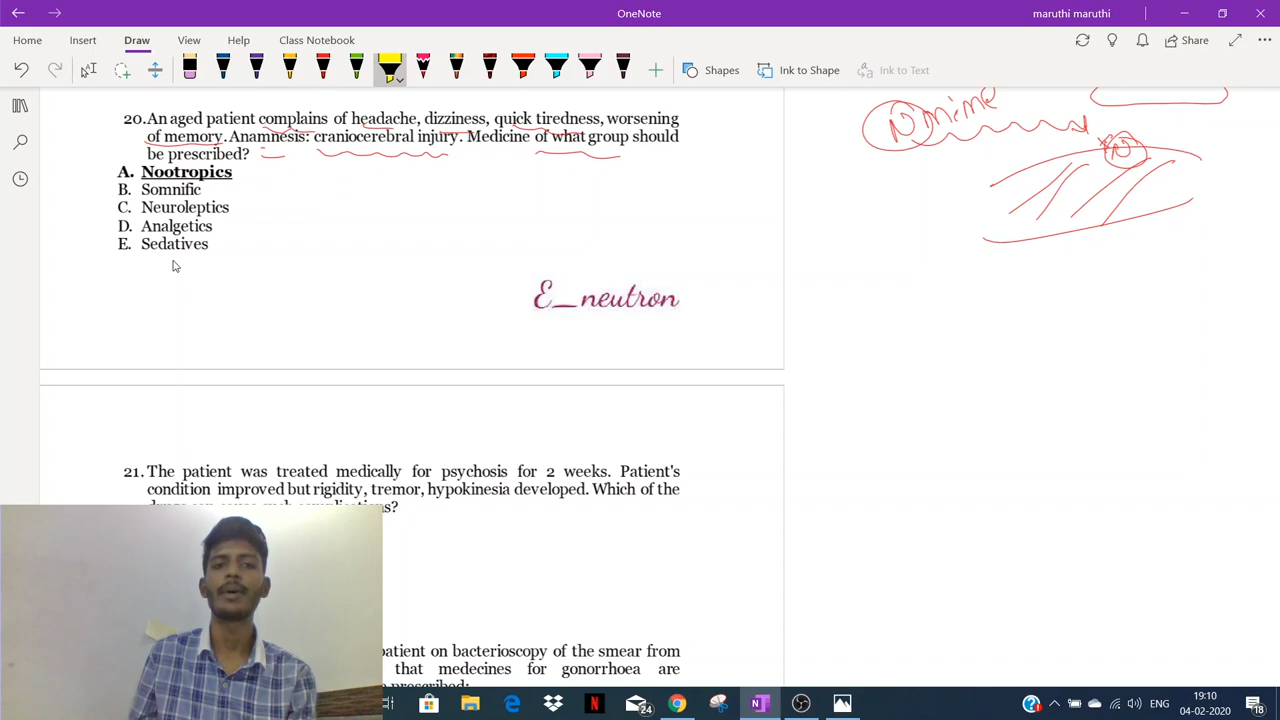 OneNote
maruthi maruthi
Home
Insert
Draw
View
Help
Class Notebook
Share
Shapes
Ink to Shape
Ink to Text
20. An aged patient complains of headache, dizziness, quick tiredness, worsening
of memory. Anamnesis: craniocerebral injury. Medicine of what group should
be prescribed?
A. Nootropics
B. Somnific
C. Neuroleptics
D. Analgetics
E. Sedatives
E_neutron
21. The patient was treated medically for psychosis for 2 weeks. Patient's
condition improved but rigidity, tremor, hypokinesia developed. Which of the
patient on bacterioscopy of the smear from
that medecines for gonorrhoea are
prescribed:
24
ENG
19:10
04-02-2020
18